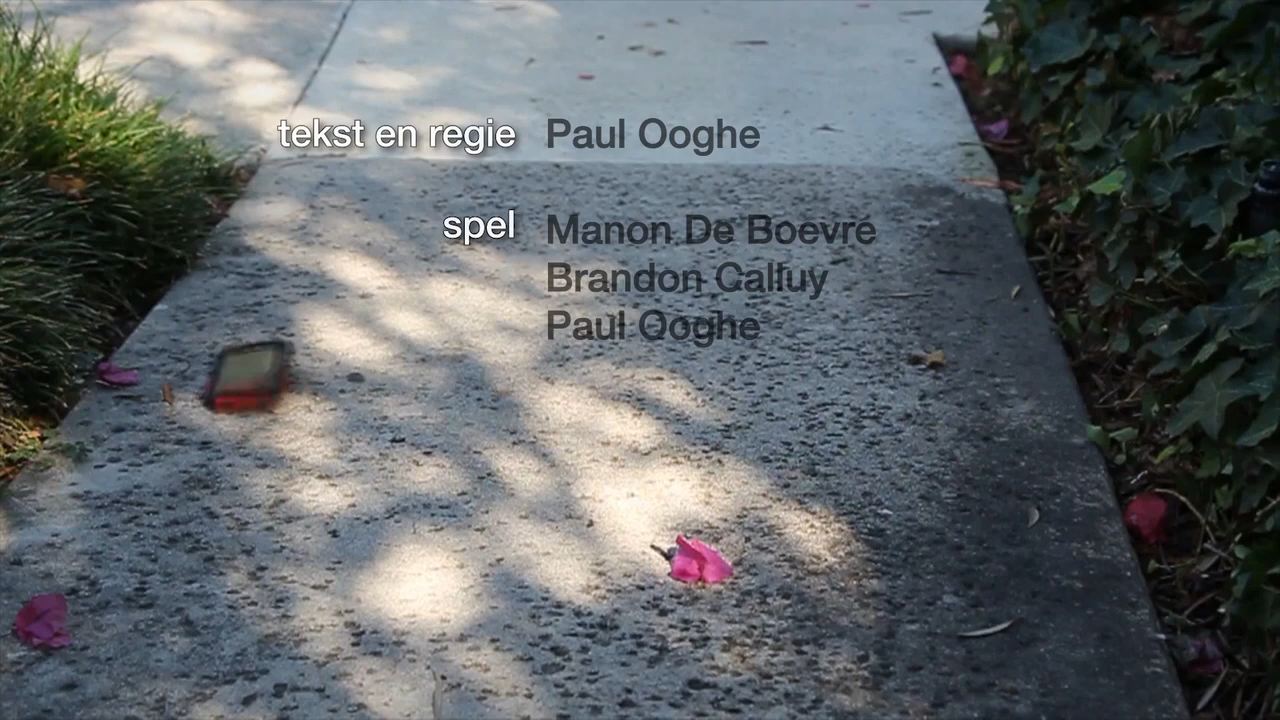 tekst en regie Paul Ooghe
spel Manon De Boevre
Brandon Calluy
Paul Ooghe